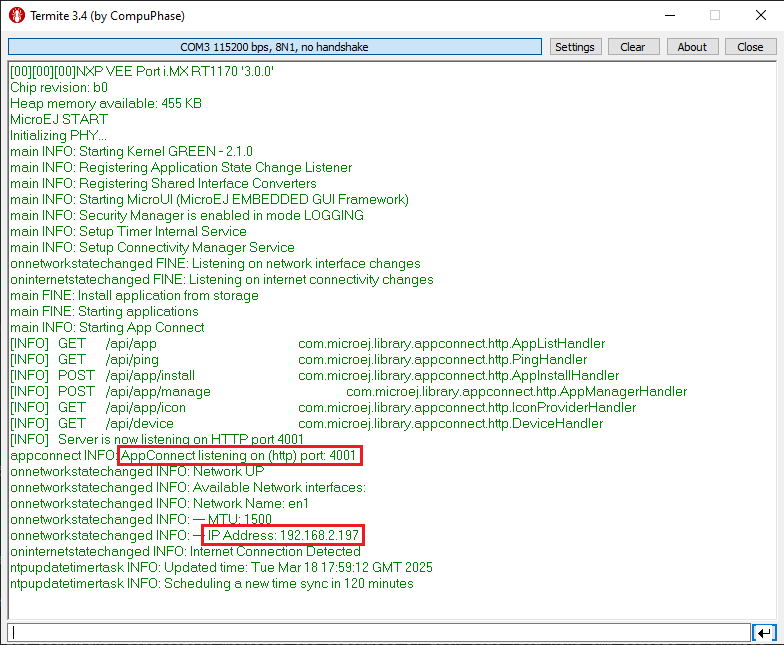 Termite 3.4 (by CompuPhase)
COM3 115200 bps, 8N1, no handshake
Settings
Clear
About
Close
[00][00][00]NXP VEE Port i.MX RT1170 '3.0.0'
Chip revision: b0
Heap memory available: 455 KB
MicroEJ START
Initializing PHY...
main INFO: Starting Kernel GREEN - 2.1.0
main INFO: Registering Application State Change Listener
main INFO: Registering Shared Interface Converters
main INFO: Starting MicroUI (MicroEJ EMBEDDED GUI Framework)
main INFO: Security Manager is enabled in mode LOGGING
main INFO: Setup Timer Internal Service
main INFO: Setup Connectivity Manager Service
onnetworkstatechanged FINE: Listening on network interface changes
oninternetstatechanged FINE: Listening on internet connectivity changes
main FINE: Install application from storage
main FINE: Starting applications
main INFO: Starting App Connect
[INFO] GET /api/app com.microej.library.appconnect.http.AppListHandler
[INFO] GET /api/ping com.microej.library.appconnect.http.PingHandler
[INFO] POST /api/app/install com.microej.library.appconnect.http.AppInstallHandler
[INFO] POST /api/app/manage com.microej.library.appconnect.http.AppManagerHandler
[INFO] GET /api/app/icon com.microej.library.appconnect.http.IconProviderHandler
[INFO] GET /api/device com.microej.library.appconnect.http.DeviceHandler
[INFO] Server is now listening on HTTP port 4001
appconnect INFO: AppConnect listening on (http) port: 4001
onnetworkstatechanged INFO: Network UP
onnetworkstatechanged INFO: Available Network interfaces:
onnetworkstatechanged INFO: Network Name: en1
onnetworkstatechanged INFO: --- MTU: 1500
onnetworkstatechanged INFO: --- IP Address: 192.168.2.197
oninternetstatechanged INFO: Internet Connection Detected
ntpupdatetimertask INFO: Updated time: Tue Mar 18 17:59:12 GMT 2025
ntpupdatetimertask INFO: Scheduling a new time sync in 120 minutes